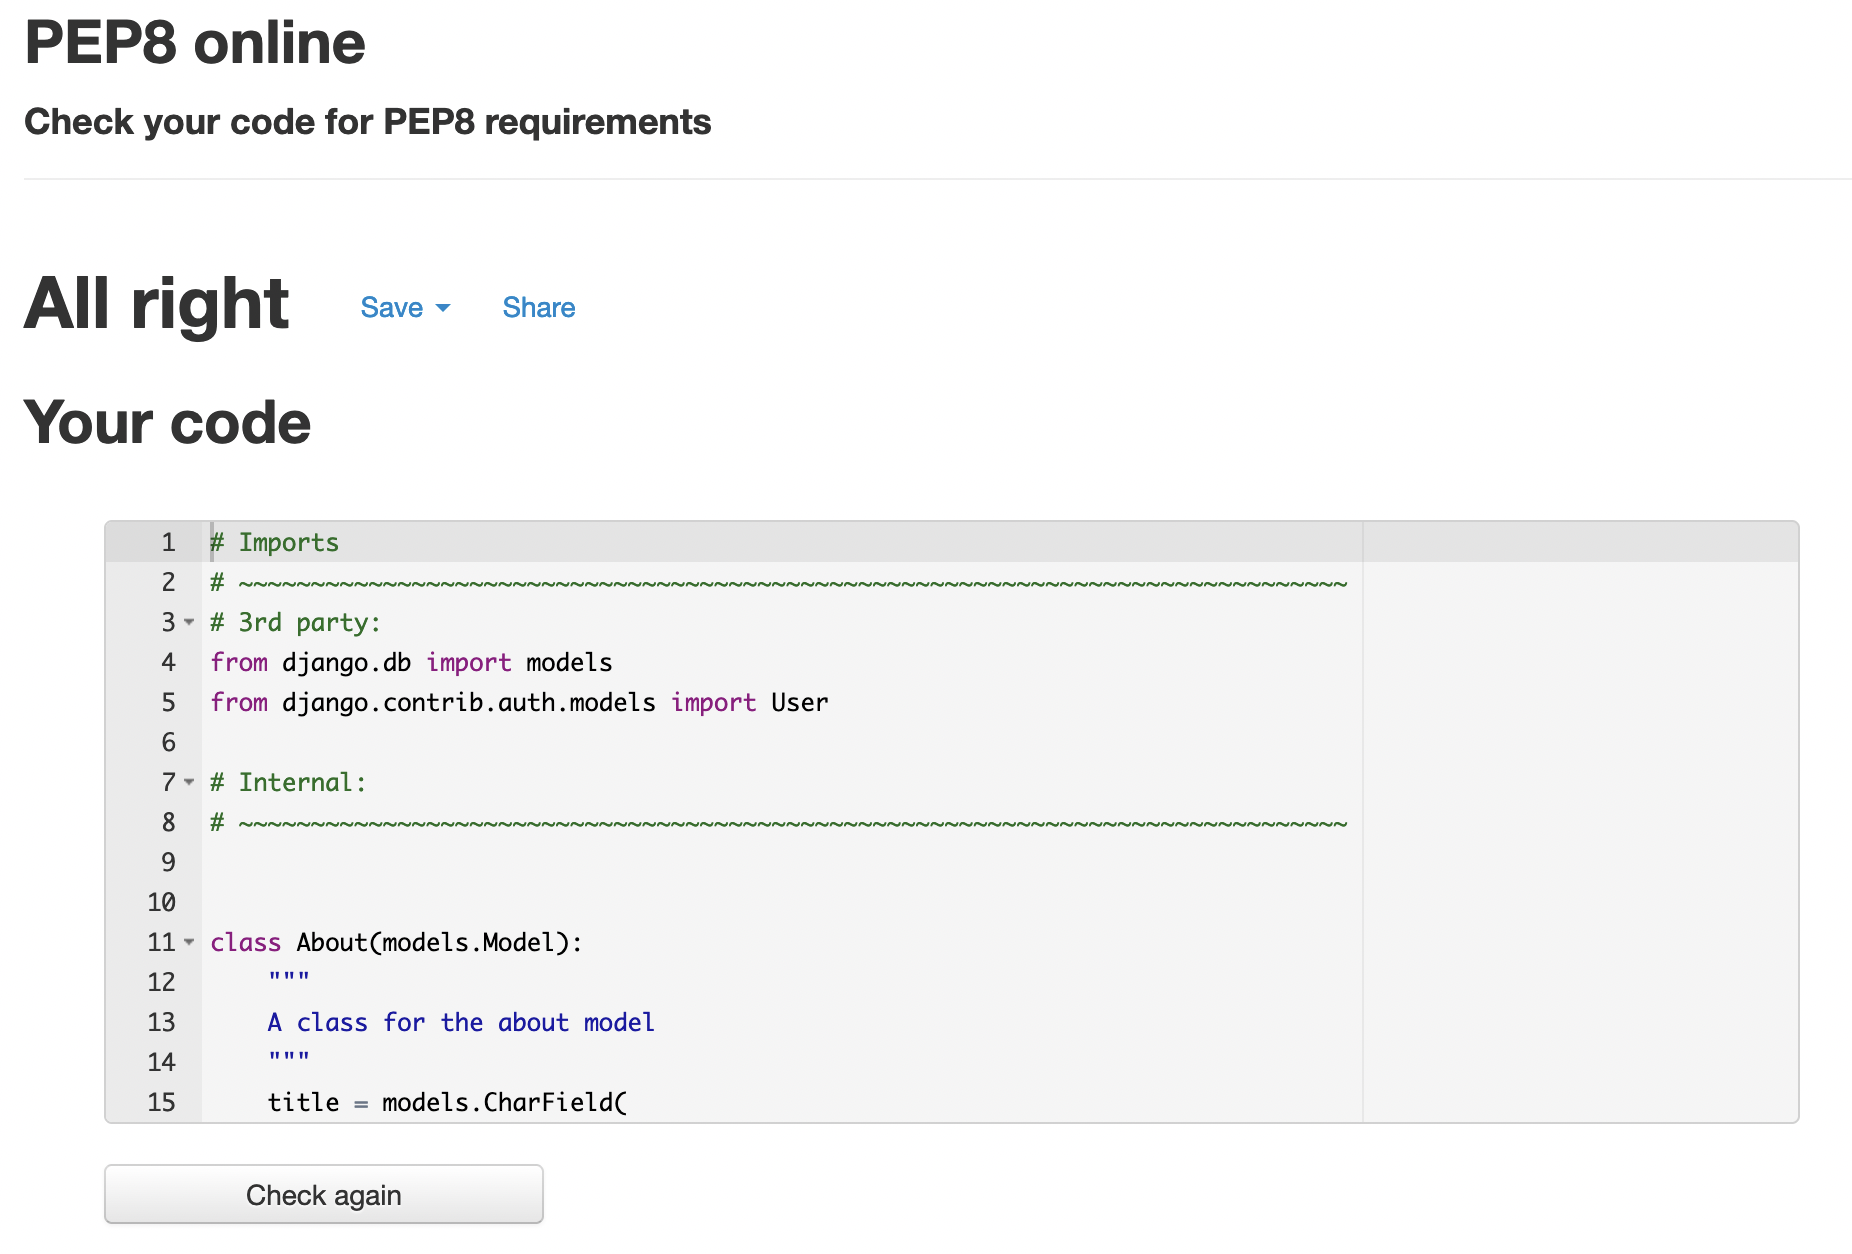 PEP8 online
Check your code for PEP8 requirements
All right Save Share
Your code
1 # Imports
2 # ~~~~~~~~~~~~~~~~~~~~~~~~~~~~~~~~~~~~~~~~~~~~~~~~~~~~~~~~~~~~~~~~~~~~~~~~~~~~~
3 # 3rd party:
4 from django.db import models
5 from django.contrib.auth.models import User
6
7 # Internal:
8 # ~~~~~~~~~~~~~~~~~~~~~~~~~~~~~~~~~~~~~~~~~~~~~~~~~~~~~~~~~~~~~~~~~~~~~~~~~~~~~
9
10
11 class About(models.Model):
12     """
13     A class for the about model
14     """
15     title = models.CharField(
Check again